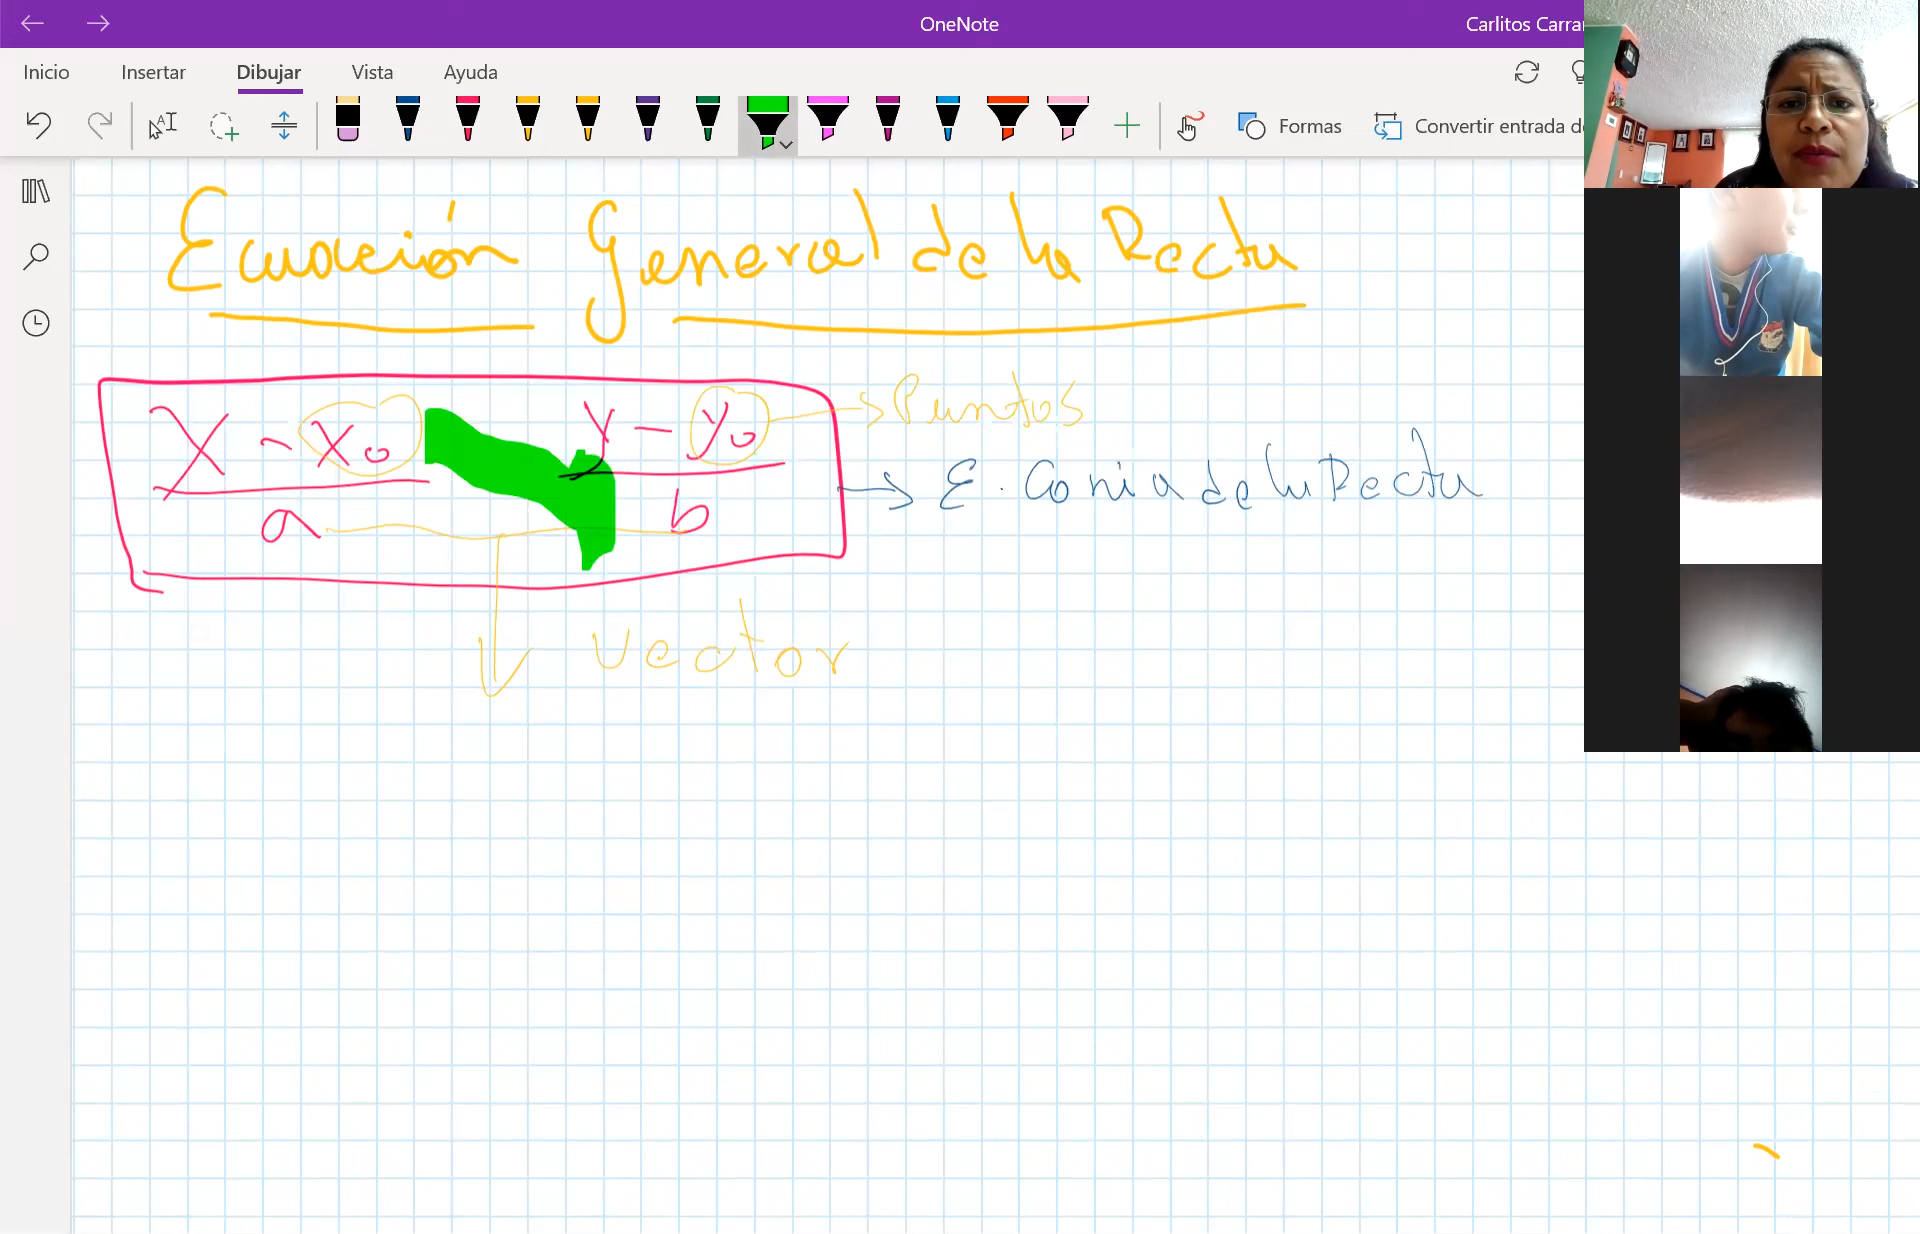 OneNote
Carlitos Carra
Inicio Insertar Dibujar Vista Ayuda
Formas Convertir entrada d
Ecuación General de la Recta
X - x₀ y - y₀ → Puntos
a b → E. Conia de la Recta
vector